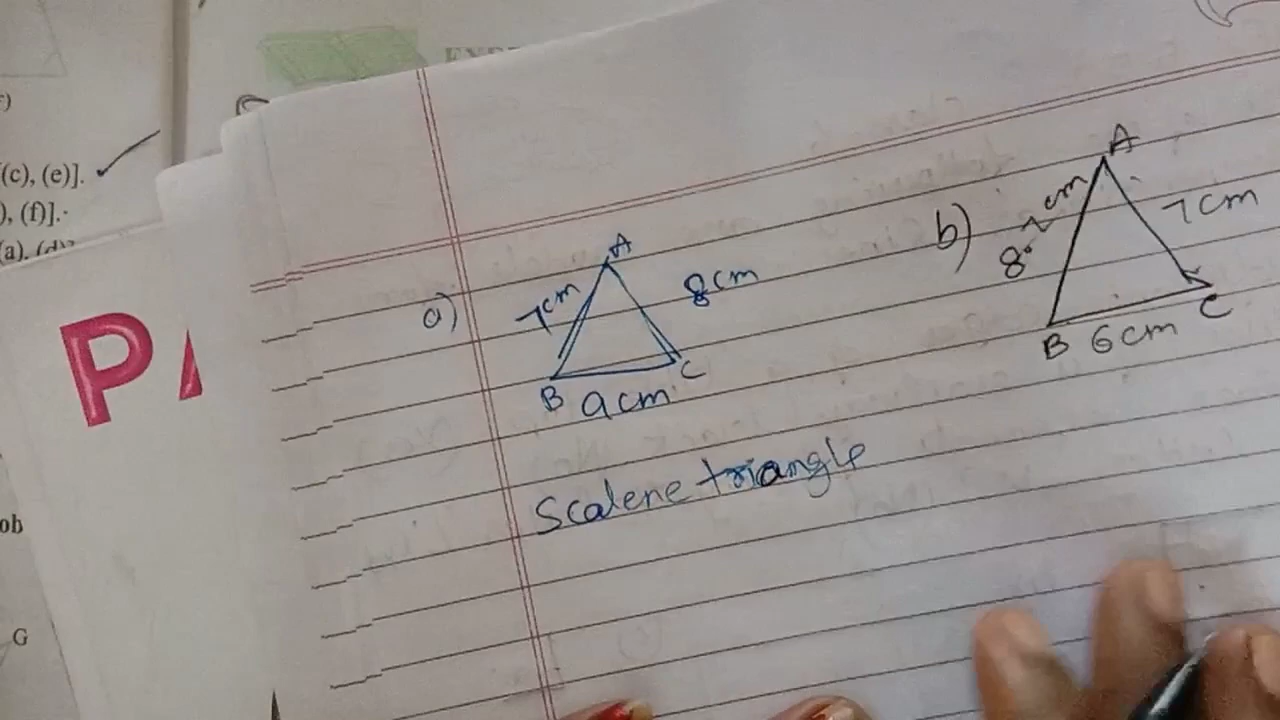 (c), (e)].
), (f)].
(a), (d)
ob
G
P
a)
A
7cm
8cm
B
9cm
C
Scalene triangle
b)
A
cm
7cm
8
B
6cm
C